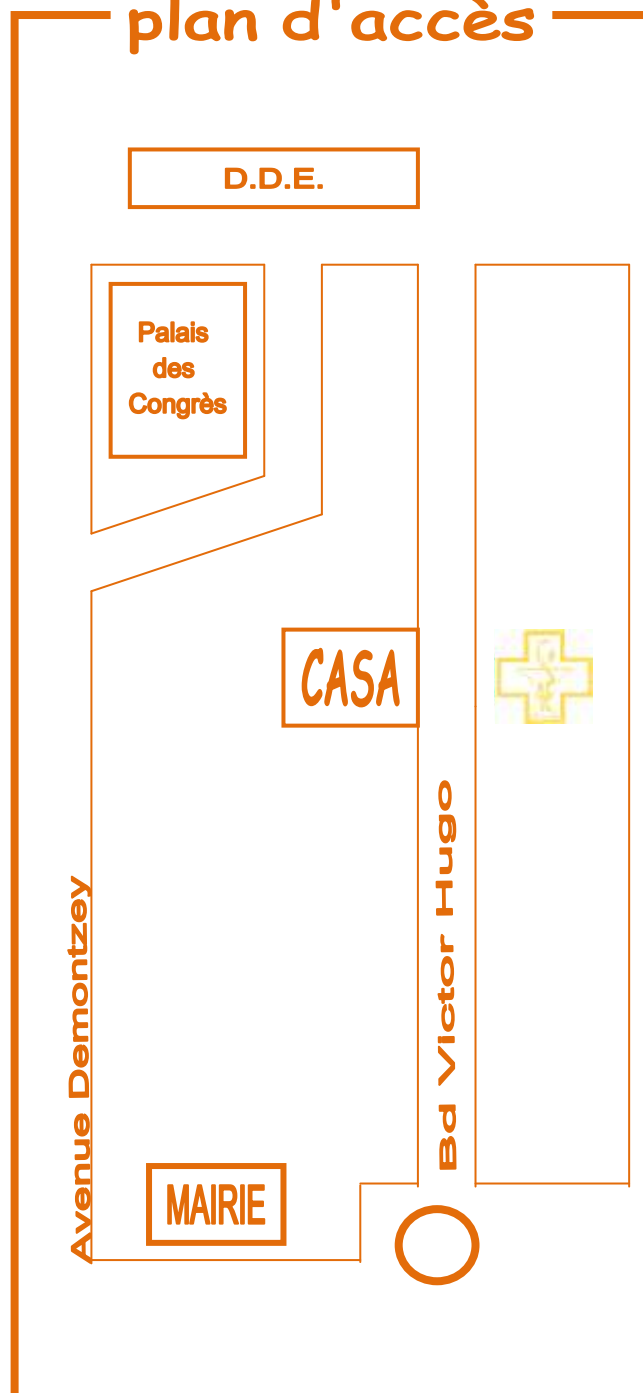 plan d'accès
D.D.E.
Palais
des
Congrès
CASA
Bd Victor Hugo
Avenue Demontzey
MAIRIE